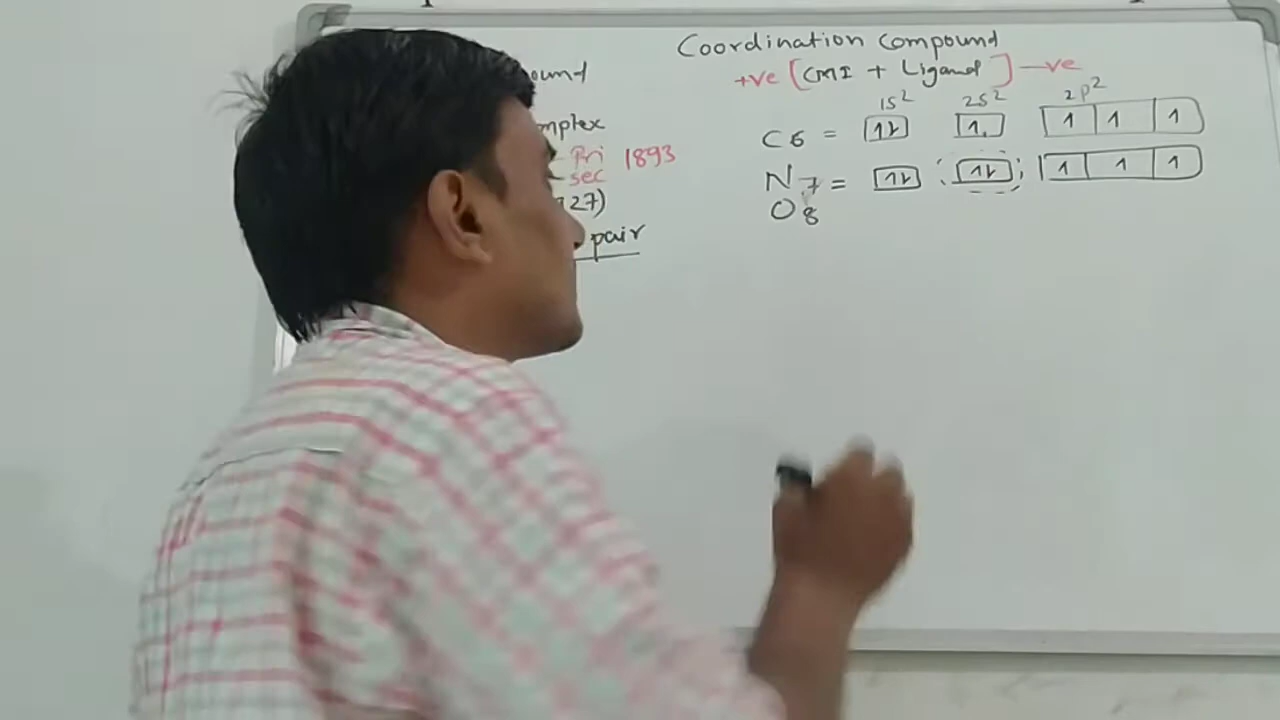 Coordination Compound
ound
+ve [CMI + Ligand] -ve
1s² 2s² 2p²
mplex
C6 = 1⇂ 1 1 1 1
Pri 1893
sec
N7 = 1⇂ 1⇂ 1 1 1
27)
O8
pair